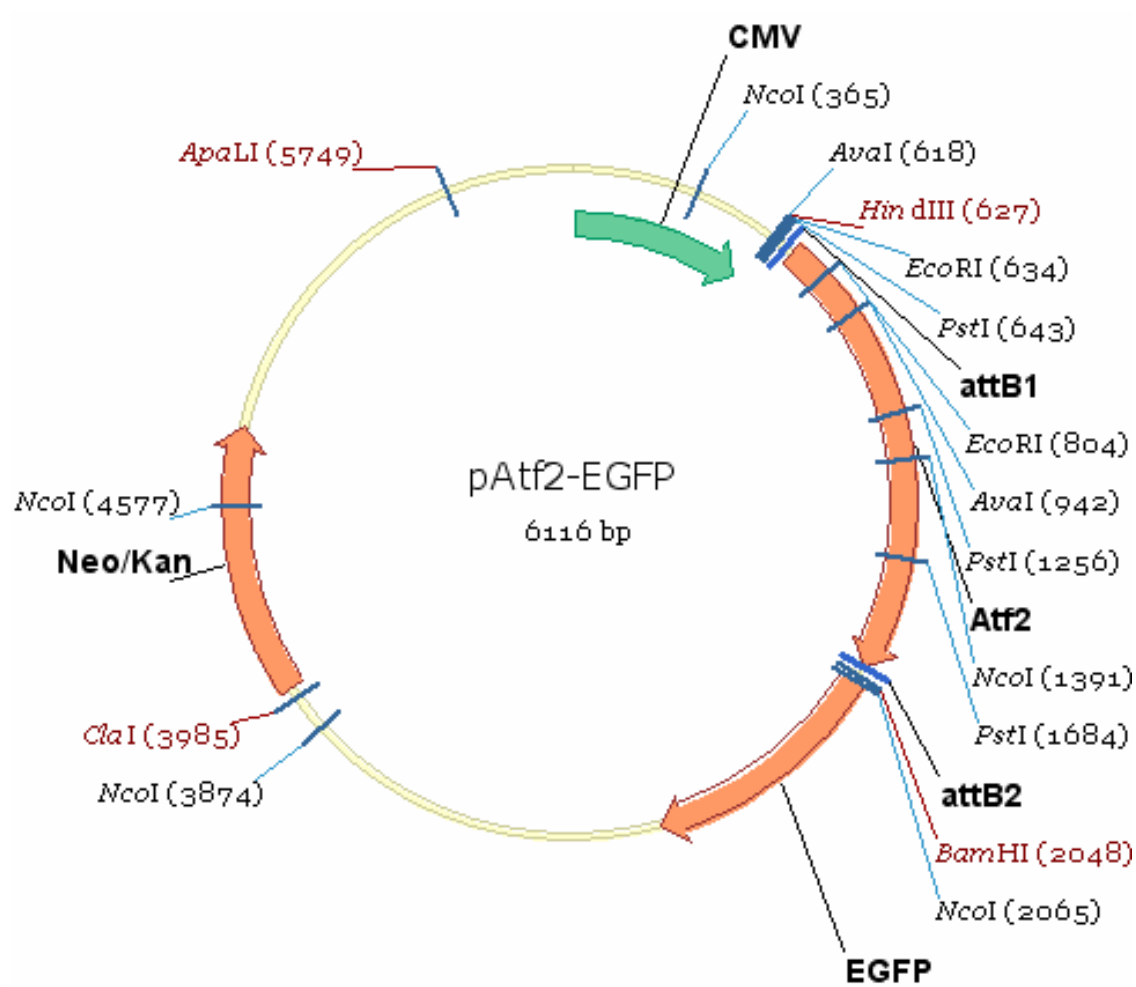 CMV
NcoI (365)
ApaLI (5749)
AvaI (618)
Hin dIII (627)
EcoRI (634)
PstI (643)
attB1
EcoRI (804)
pAtf2-EGFP
NcoI (4577)
AvaI (942)
6116 bp
Neo/Kan
PstI (1256)
Atf2
NcoI (1391)
ClaI (3985)
PstI (1684)
NcoI (3874)
attB2
BamHI (2048)
NcoI (2065)
EGFP